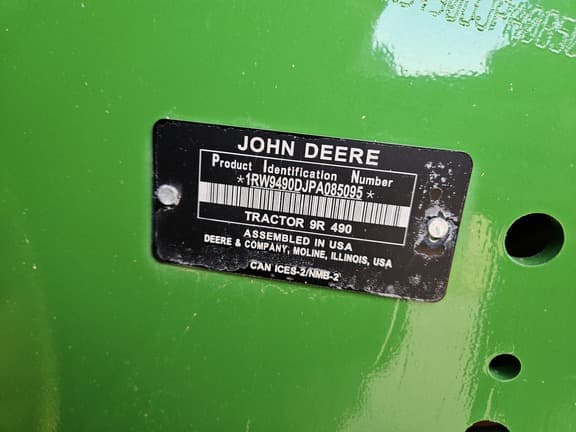 JOHN DEERE
Product Identification Number
*1RW9490DJPA085095*
TRACTOR 9R 490
ASSEMBLED IN USA
DEERE & COMPANY, MOLINE, ILLINOIS, USA
CAN ICES-2/NMB-2